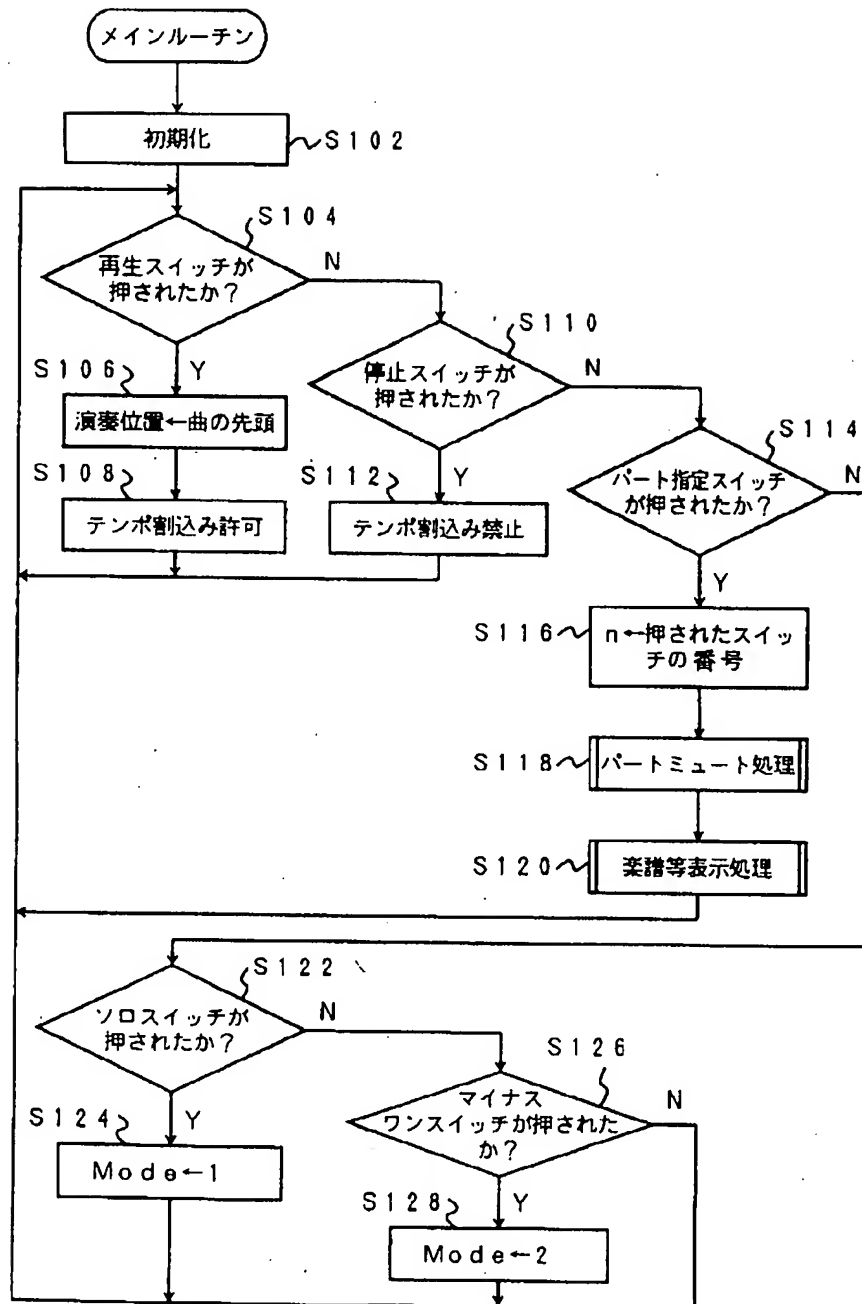 メインルーチン
初期化
S102
S104
再生スイッチが
押されたか?
N
S110
停止スイッチが
押されたか?
N
Y
S106
演奏位置←曲の先頭
S114
パート指定スイッチ
が押されたか?
N
S108
テンポ割込み許可
S112
Y
テンポ割込み禁止
Y
S116
n←押されたスイッ
チの番号
S118
パートミュート処理
S120
楽譜等表示処理
S122
ソロスイッチが
押されたか?
N
S126
マイナス
ワンスイッチが押された
か?
N
S124
Y
Mode←1
S128
Y
Mode←2